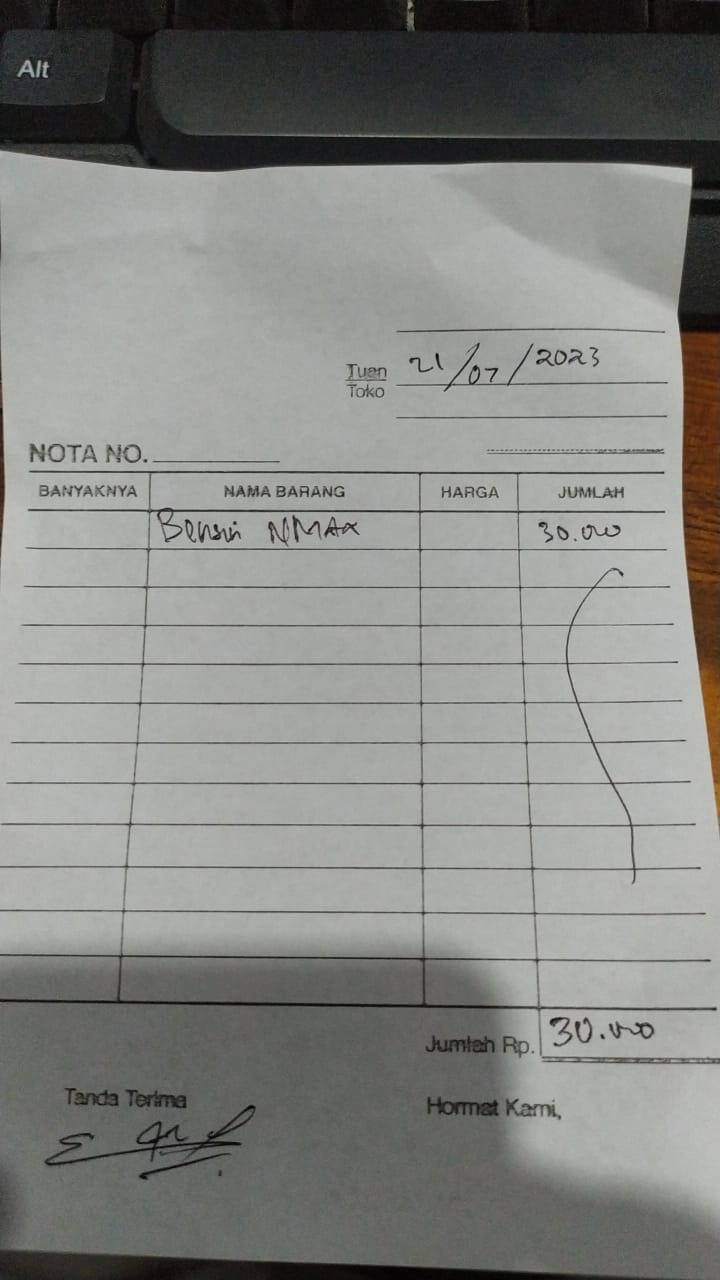 Alt
Tuan 21/07/2023
Toko
NOTA NO.
BANYAKNYA NAMA BARANG HARGA JUMLAH
Bensin NMAX 30.000
Jumlah Rp. 30.000
Tanda Terima Hormat Kami,